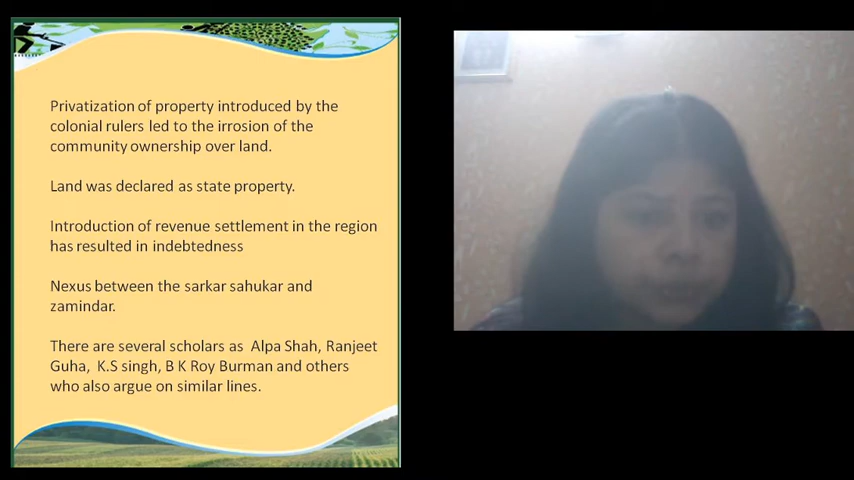 Privatization of property introduced by the
colonial rulers led to the irrosion of the
community ownership over land.
Land was declared as state property.
Introduction of revenue settlement in the region
has resulted in indebtedness
Nexus between the sarkar sahukar and
zamindar.
There are several scholars as Alpa Shah, Ranjeet
Guha, K.S singh, B K Roy Burman and others
who also argue on similar lines.